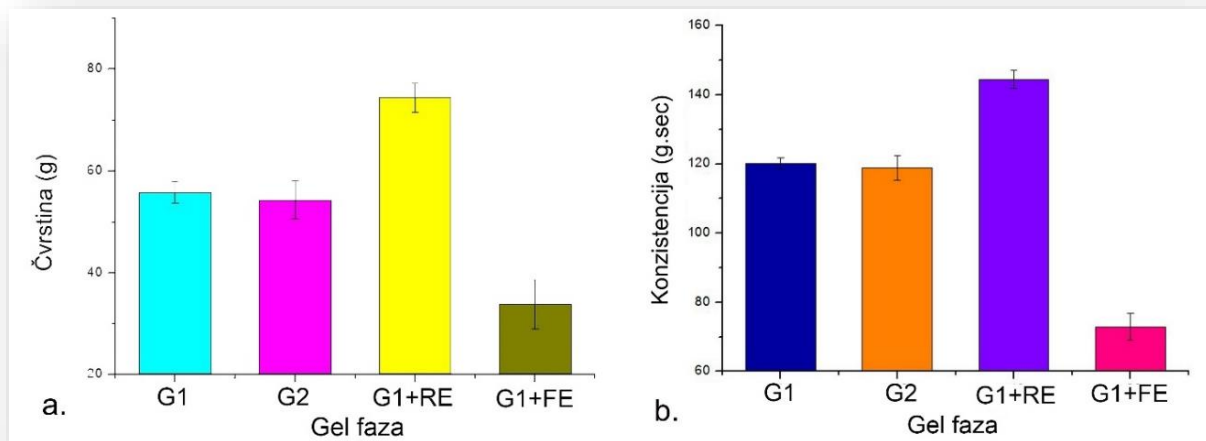 Čvrstina (g)
80
60
40
20
G1 G2 G1+RE G1+FE
Gel faza
a.
Konzistencija (g.sec)
160
140
120
100
80
60
G1 G2 G1+RE G1+FE
Gel faza
b.